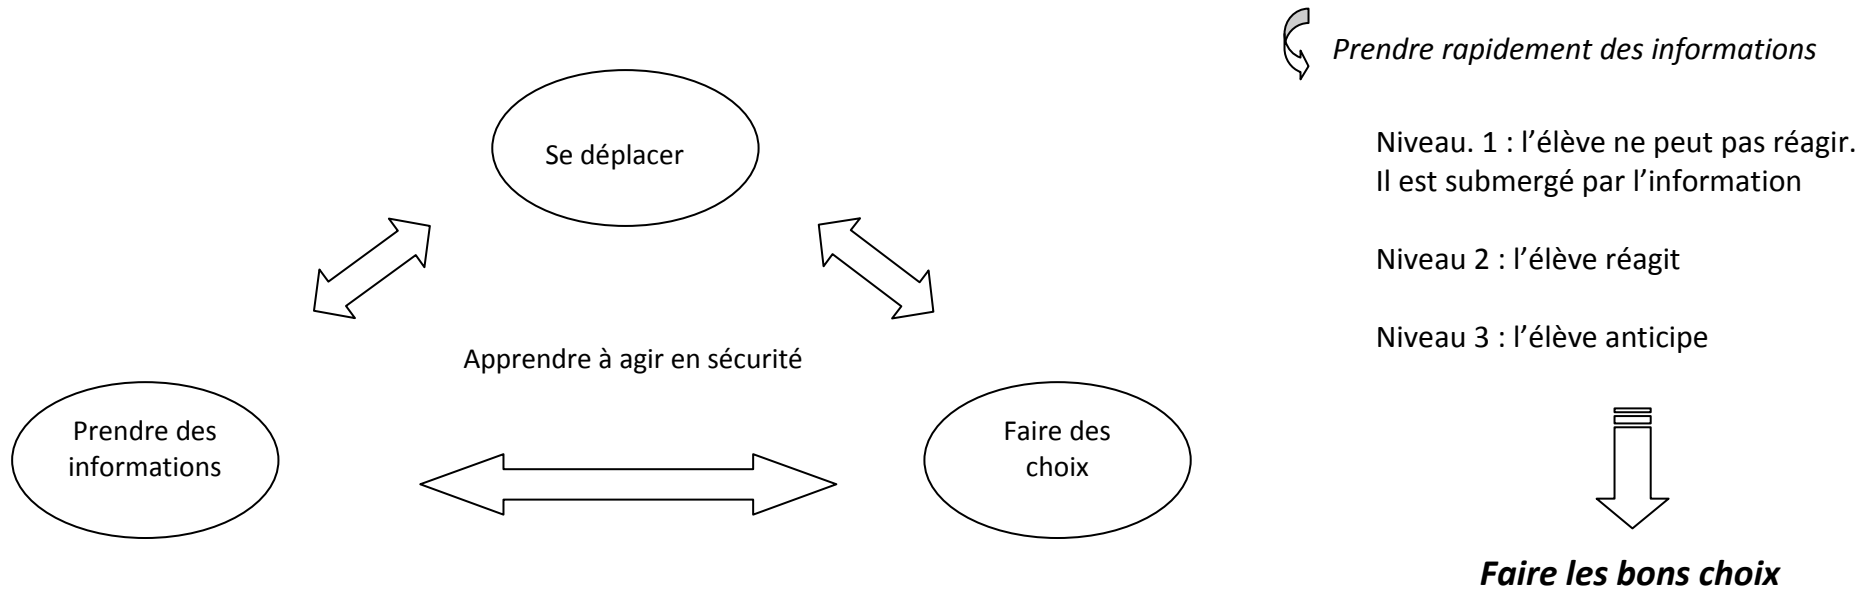 Se déplacer
Apprendre à agir en sécurité
Prendre des
informations
Faire des
choix
Prendre rapidement des informations
Niveau. 1 : l’élève ne peut pas réagir.
Il est submergé par l’information
Niveau 2 : l’élève réagit
Niveau 3 : l’élève anticipe
Faire les bons choix